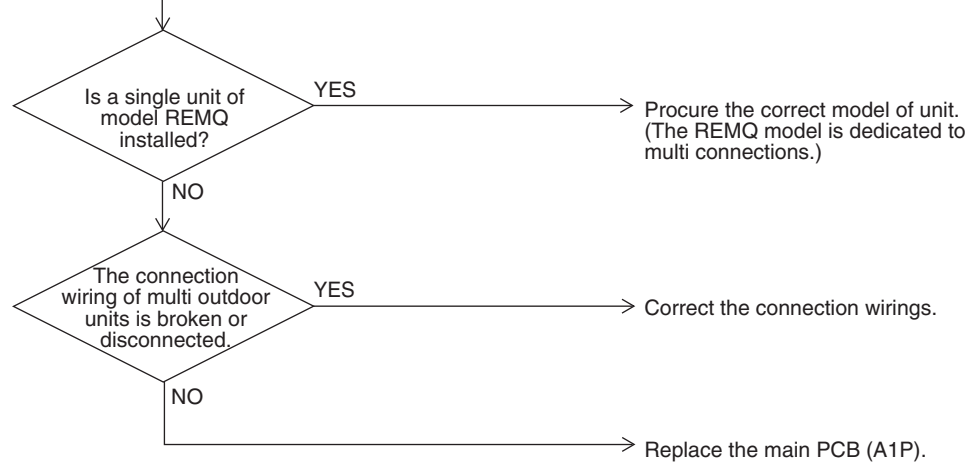 Is a single unit of
model REMQ
installed?
YES
Procure the correct model of unit.
(The REMQ model is dedicated to
multi connections.)
NO
The connection
wiring of multi outdoor
units is broken or
disconnected.
YES
Correct the connection wirings.
NO
Replace the main PCB (A1P).